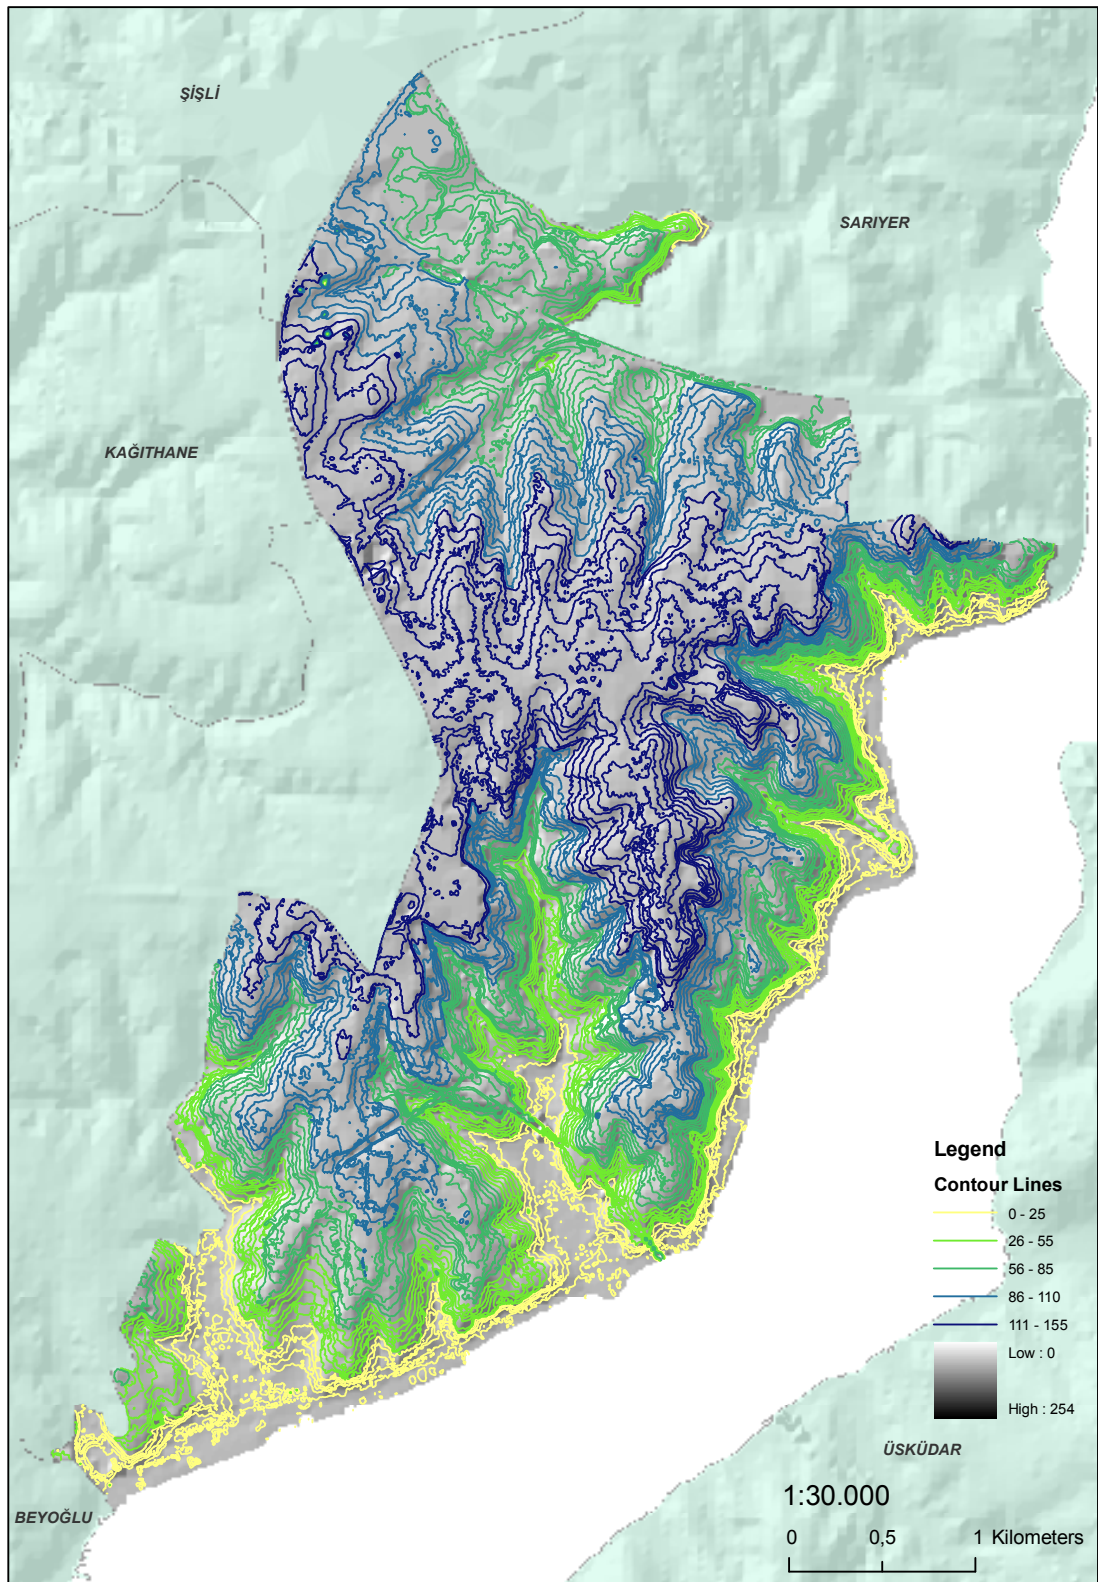 ŞİŞLİ
SARIYER
KAĞITHANE
Legend
Contour Lines
0 - 25
26 - 55
56 - 85
86 - 110
111 - 155
Low : 0
High : 254
ÜSKÜDAR
1:30.000
BEYOĞLU
0 0,5 1 Kilometers